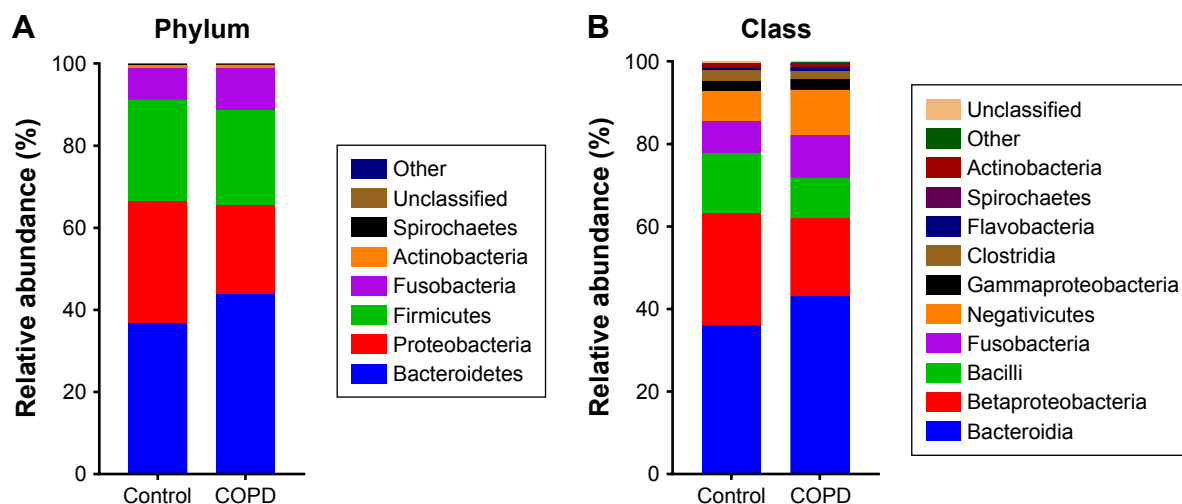 A
Phylum
Relative abundance (%)
100
80
60
40
20
0
Control
COPD
Other
Unclassified
Spirochaetes
Actinobacteria
Fusobacteria
Firmicutes
Proteobacteria
Bacteroidetes
B
Class
Relative abundance (%)
100
80
60
40
20
0
Control
COPD
Unclassified
Other
Actinobacteria
Spirochaetes
Flavobacteria
Clostridia
Gammaproteobacteria
Negativicutes
Fusobacteria
Bacilli
Betaproteobacteria
Bacteroidia